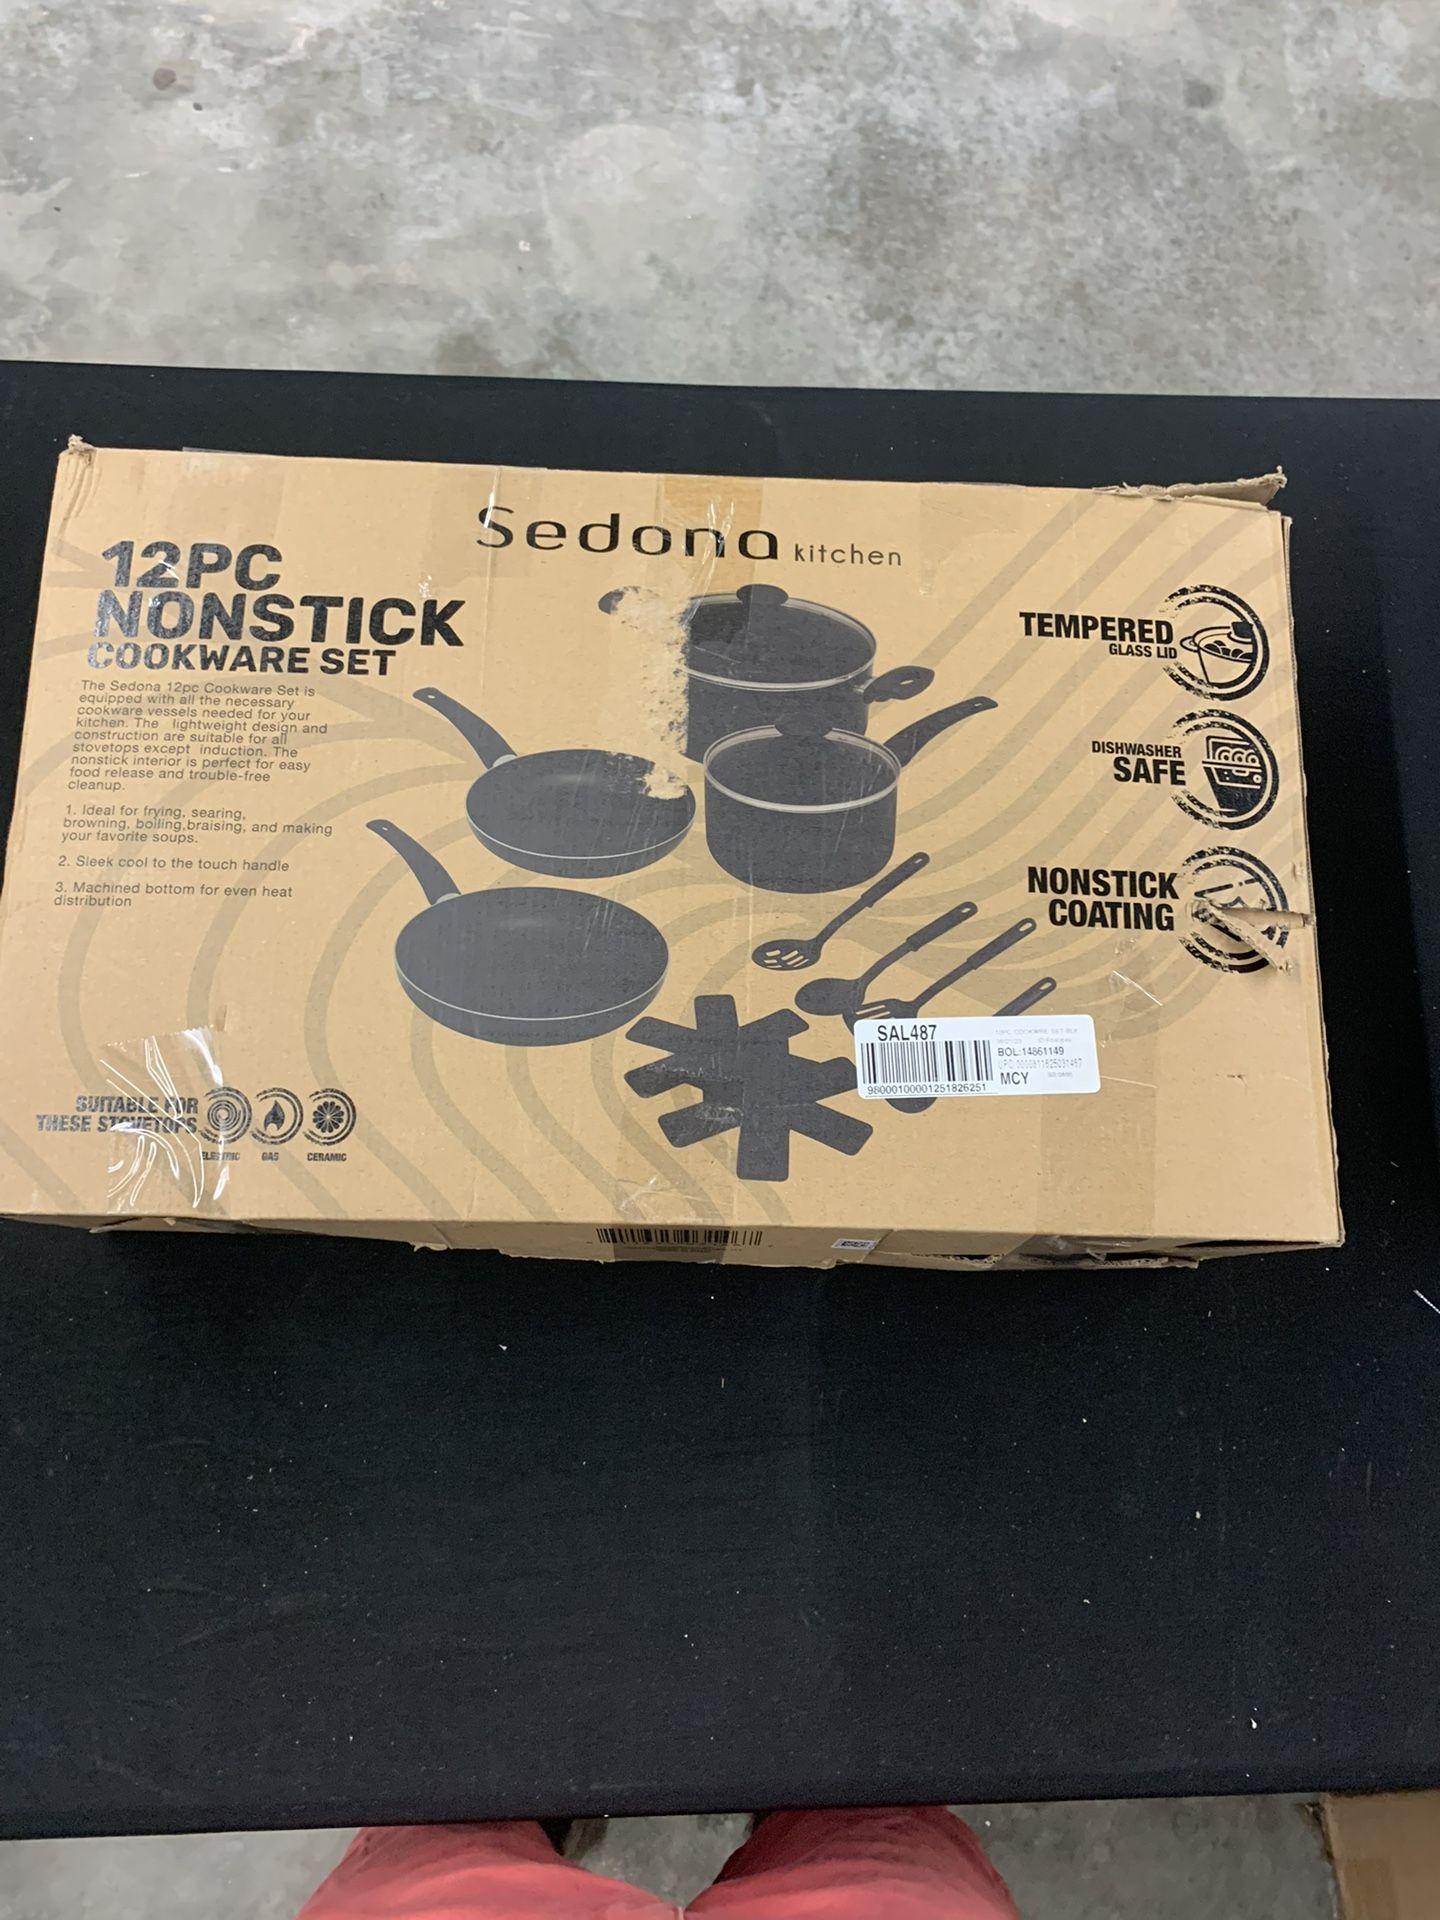 Sedona kitchen
12PC
NONSTICK
COOKWARE SET
The Sedona 12pc Cookware Set is
equipped with all the necessary
cookware vessels needed for your
kitchen. The lightweight design and
construction are suitable for all
stovetops except induction. The
nonstick interior is perfect for easy
food release and trouble-free
cleanup.
1. Ideal for frying, searing,
browning, boiling,braising, and making
your favorite soups.
2. Sleek cool to the touch handle
3. Machined bottom for even heat
distribution
TEMPERED
GLASS LID
DISHWASHER
SAFE
NONSTICK
COATING
SUITABLE FOR
THESE STOVETOPS
ELECTRIC GAS CERAMIC
SAL487
98000100001251826251
12PC COOKWRE SET-BLK
BOL:14861149
MCY